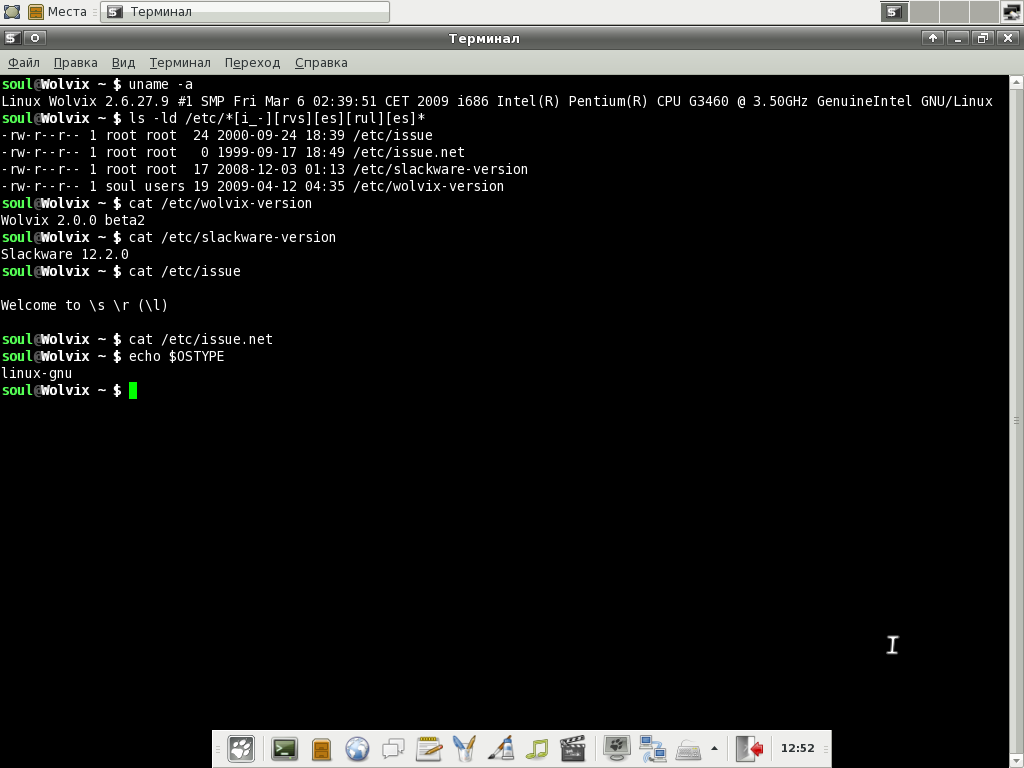 Места Терминал
Терминал
Файл Правка Вид Терминал Переход Справка
soul@Wolvix ~ $ uname -a
Linux Wolvix 2.6.27.9 #1 SMP Fri Mar 6 02:39:51 CET 2009 i686 Intel(R) Pentium(R) CPU G3460 @ 3.50GHz GenuineIntel GNU/Linux
soul@Wolvix ~ $ ls -ld /etc/*[i_-][rvs][es][rul][es]*
-rw-r--r-- 1 root root  24 2000-09-24 18:39 /etc/issue
-rw-r--r-- 1 root root   0 1999-09-17 18:49 /etc/issue.net
-rw-r--r-- 1 root root  17 2008-12-03 01:13 /etc/slackware-version
-rw-r--r-- 1 soul users 19 2009-04-12 04:35 /etc/wolvix-version
soul@Wolvix ~ $ cat /etc/wolvix-version
Wolvix 2.0.0 beta2
soul@Wolvix ~ $ cat /etc/slackware-version
Slackware 12.2.0
soul@Wolvix ~ $ cat /etc/issue
Welcome to \s \r (\l)
soul@Wolvix ~ $ cat /etc/issue.net
soul@Wolvix ~ $ echo $OSTYPE
linux-gnu
soul@Wolvix ~ $
12:52